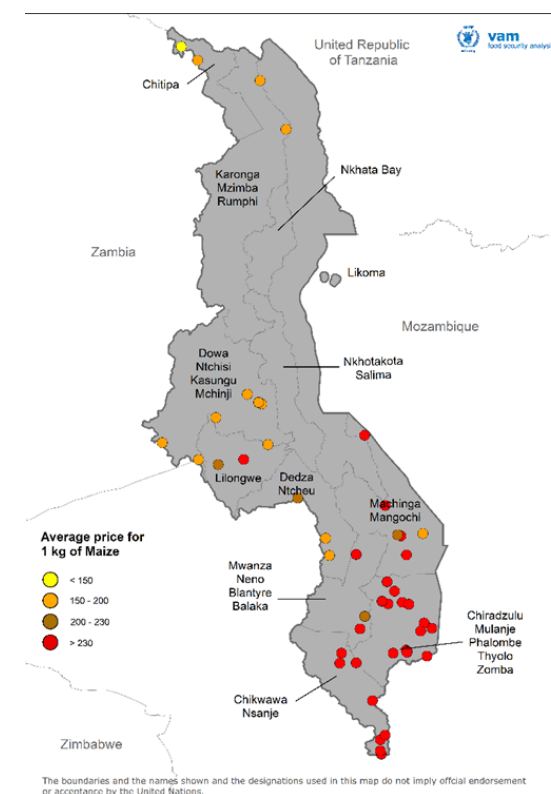 vam
food security analysis
United Republic
of Tanzania
Chitipa
Nkhata Bay
Karonga
Mzimba
Rumphi
Zambia
Likoma
Mozambique
Dowa
Ntchisi
Kasungu
Mchinji
Nkhotakota
Salima
Lilongwe
Dedza
Ntcheu
Machinga
Mangochi
Average price for
1 kg of Maize
< 150
150 - 200
200 - 230
> 230
Mwanza
Neno
Blantyre
Balaka
Chiradzulu
Mulanje
Phalombe
Thyolo
Zomba
Chikwawa
Nsanje
Zimbabwe
The boundaries and the names shown and the designations used in this map do not imply offcial endorsement
or acceptance by the United Nations.